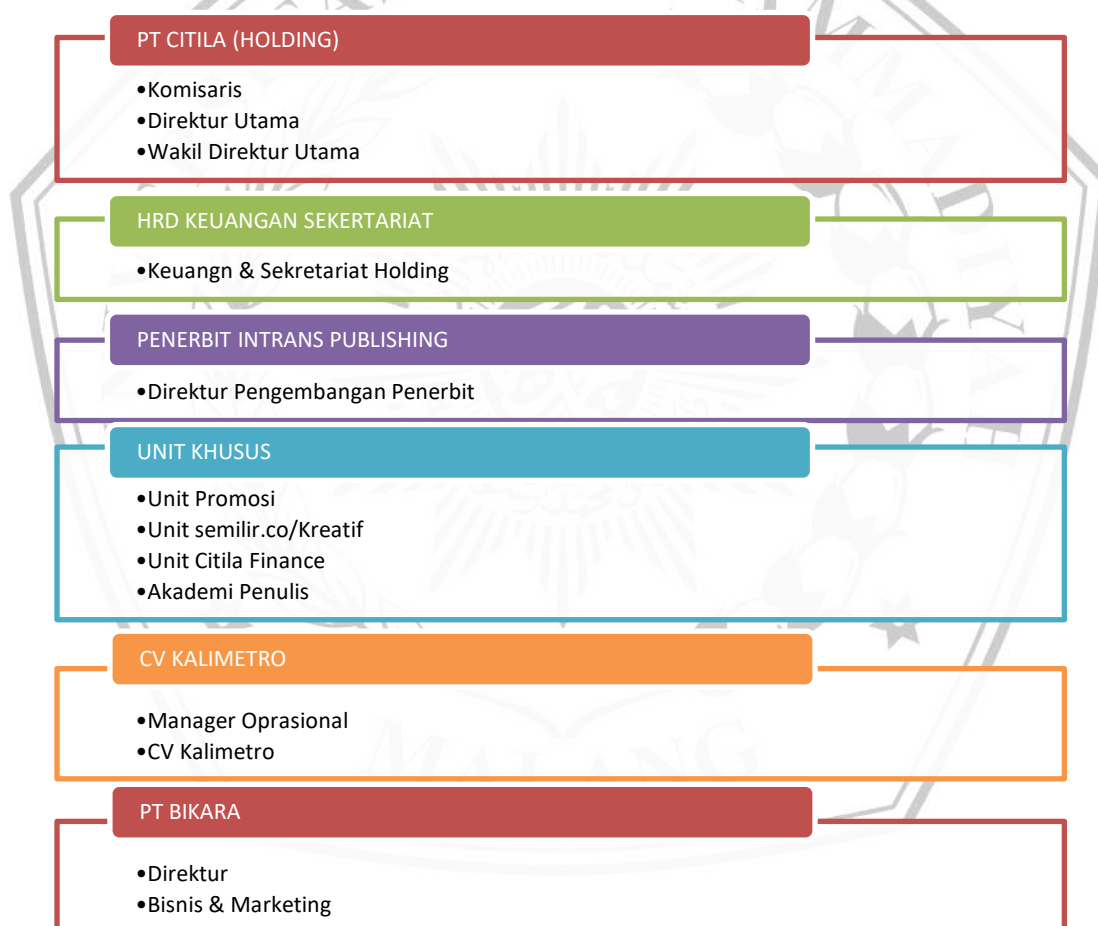 PT CITILA (HOLDING)
•Komisaris
•Direktur Utama
•Wakil Direktur Utama
HRD KEUANGAN SEKERTARIAT
•Keuangn & Sekretariat Holding
PENERBIT INTRANS PUBLISHING
•Direktur Pengembangan Penerbit
UNIT KHUSUS
•Unit Promosi
•Unit semilir.co/Kreatif
•Unit Citila Finance
•Akademi Penulis
CV KALIMETRO
•Manager Oprasional
•CV Kalimetro
MALANG
PT BIKARA
•Direktur
•Bisnis & Marketing